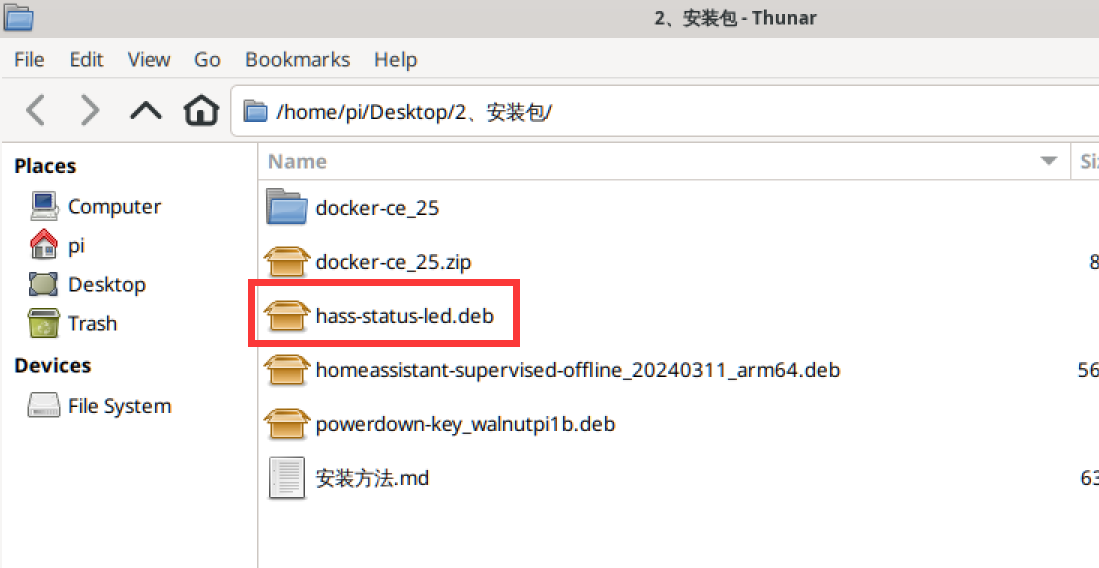 2、安装包 - Thunar
File Edit View Go Bookmarks Help
/home/pi/Desktop/2、安装包/
Places
Computer
pi
Desktop
Trash
Devices
File System
Name
docker-ce_25
docker-ce_25.zip 8
hass-status-led.deb
homeassistant-supervised-offline_20240311_arm64.deb 56
powerdown-key_walnutpi1b.deb
安装方法.md 63